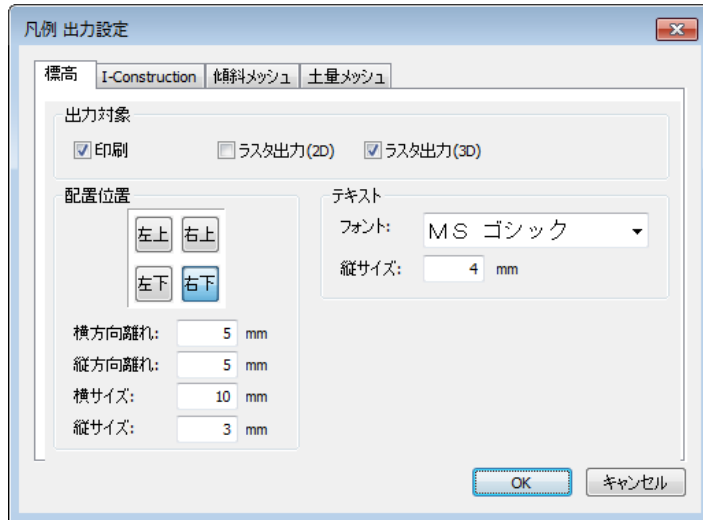 凡例 出力設定
標高 I-Construction 傾斜メッシュ 土量メッシュ
出力対象
印刷 ラスタ出力(2D) ラスタ出力(3D)
配置位置
左上 右上
左下 右下
横方向離れ: 5 mm
縦方向離れ: 5 mm
横サイズ: 10 mm
縦サイズ: 3 mm
テキスト
フォント: MS ゴシック
縦サイズ: 4 mm
OK キャンセル